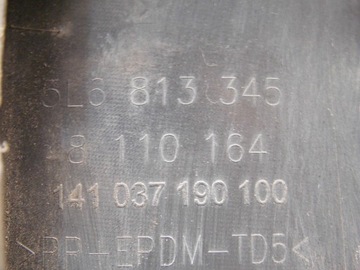 5L6 813 345
8 110 164
141 037 190 100
>PP-EPDM-TD5<